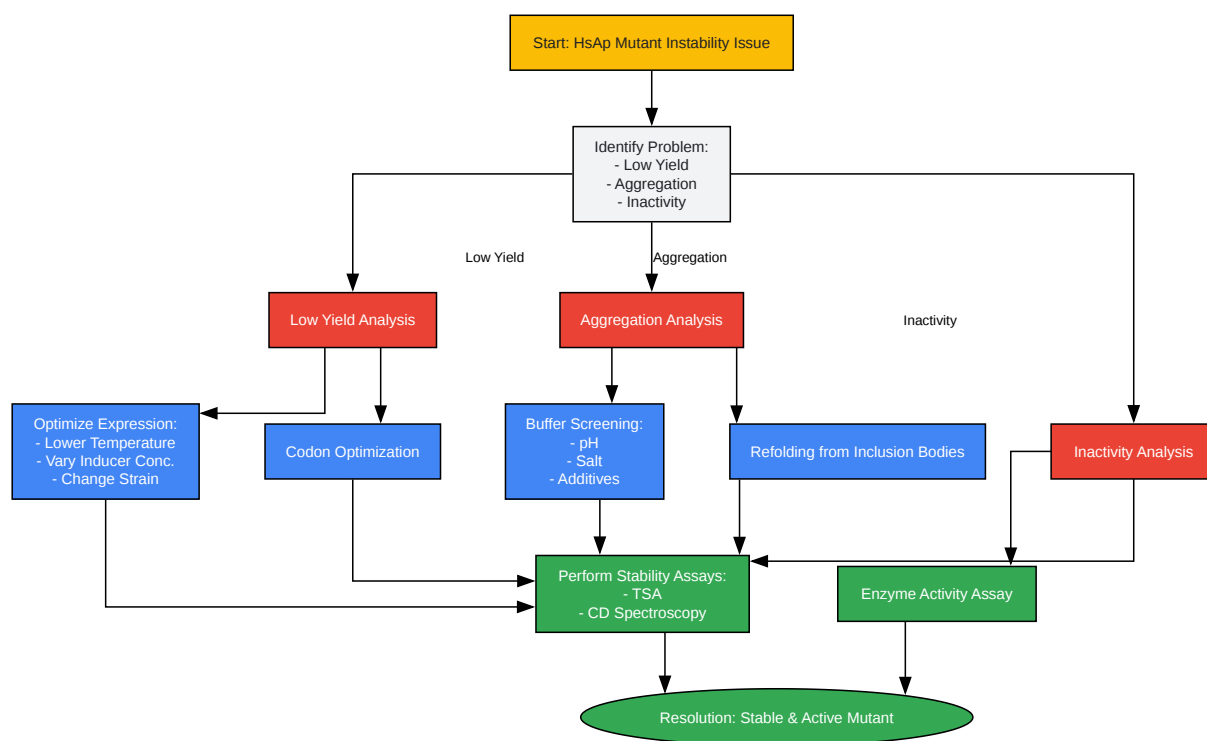 Start: HsAp Mutant Instability Issue
Identify Problem:
- Low Yield
- Aggregation
- Inactivity
Low Yield
Aggregation
Inactivity
Low Yield Analysis
Aggregation Analysis
Optimize Expression:
- Lower Temperature
- Vary Inducer Conc.
- Change Strain
Codon Optimization
Buffer Screening:
- pH
- Salt
- Additives
Refolding from Inclusion Bodies
Inactivity Analysis
Perform Stability Assays:
- TSA
- CD Spectroscopy
Enzyme Activity Assay
Resolution: Stable & Active Mutant